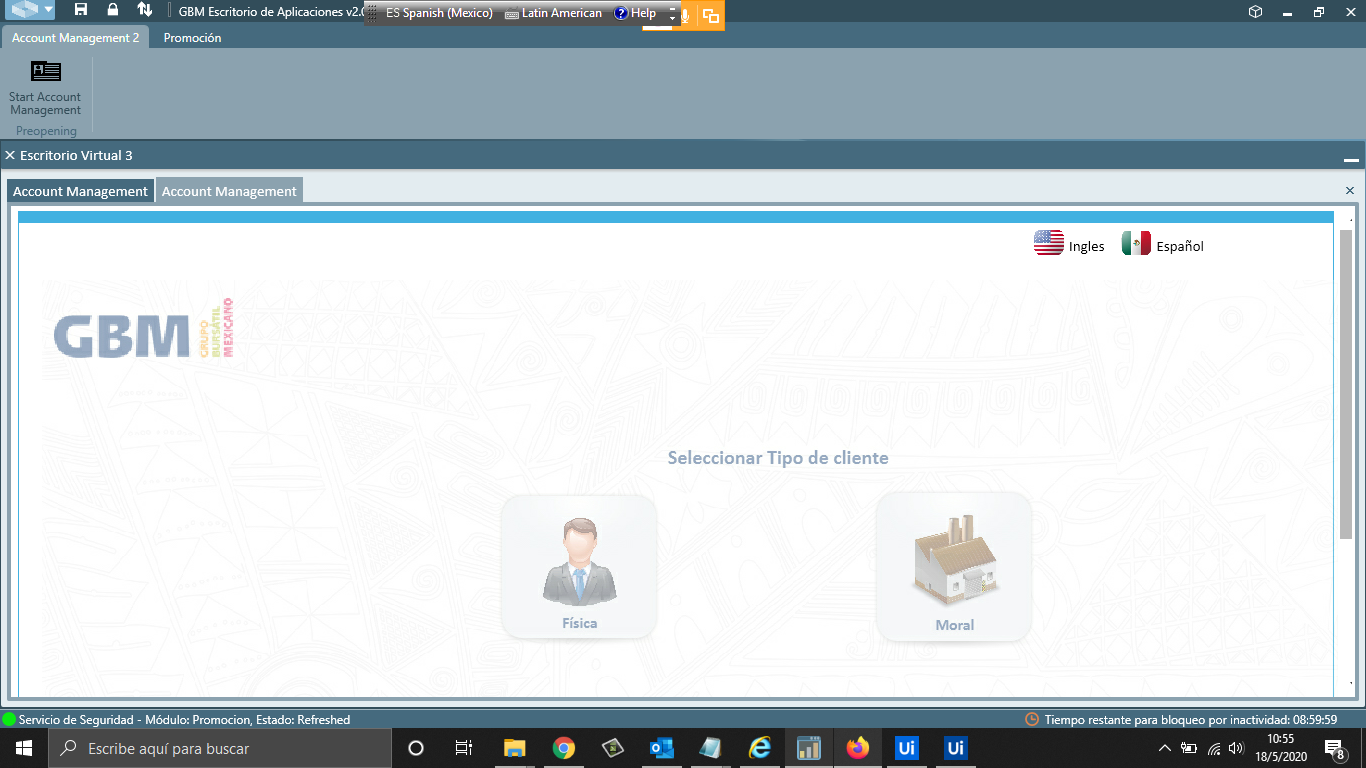 GBM Escritorio de Aplicaciones v2.
ES Spanish (Mexico) Latin American Help
Account Management 2 Promoción
Start Account
Management
Preopening
Escritorio Virtual 3
Account Management Account Management
Ingles Español
GBM GRUPO BURSÁTIL MEXICANO
Seleccionar Tipo de cliente
Física Moral
Servicio de Seguridad - Módulo: Promocion, Estado: Refreshed Tiempo restante para bloqueo por inactividad: 08:59:59
Escribe aquí para buscar
Ui Ui
10:55
18/5/2020
8